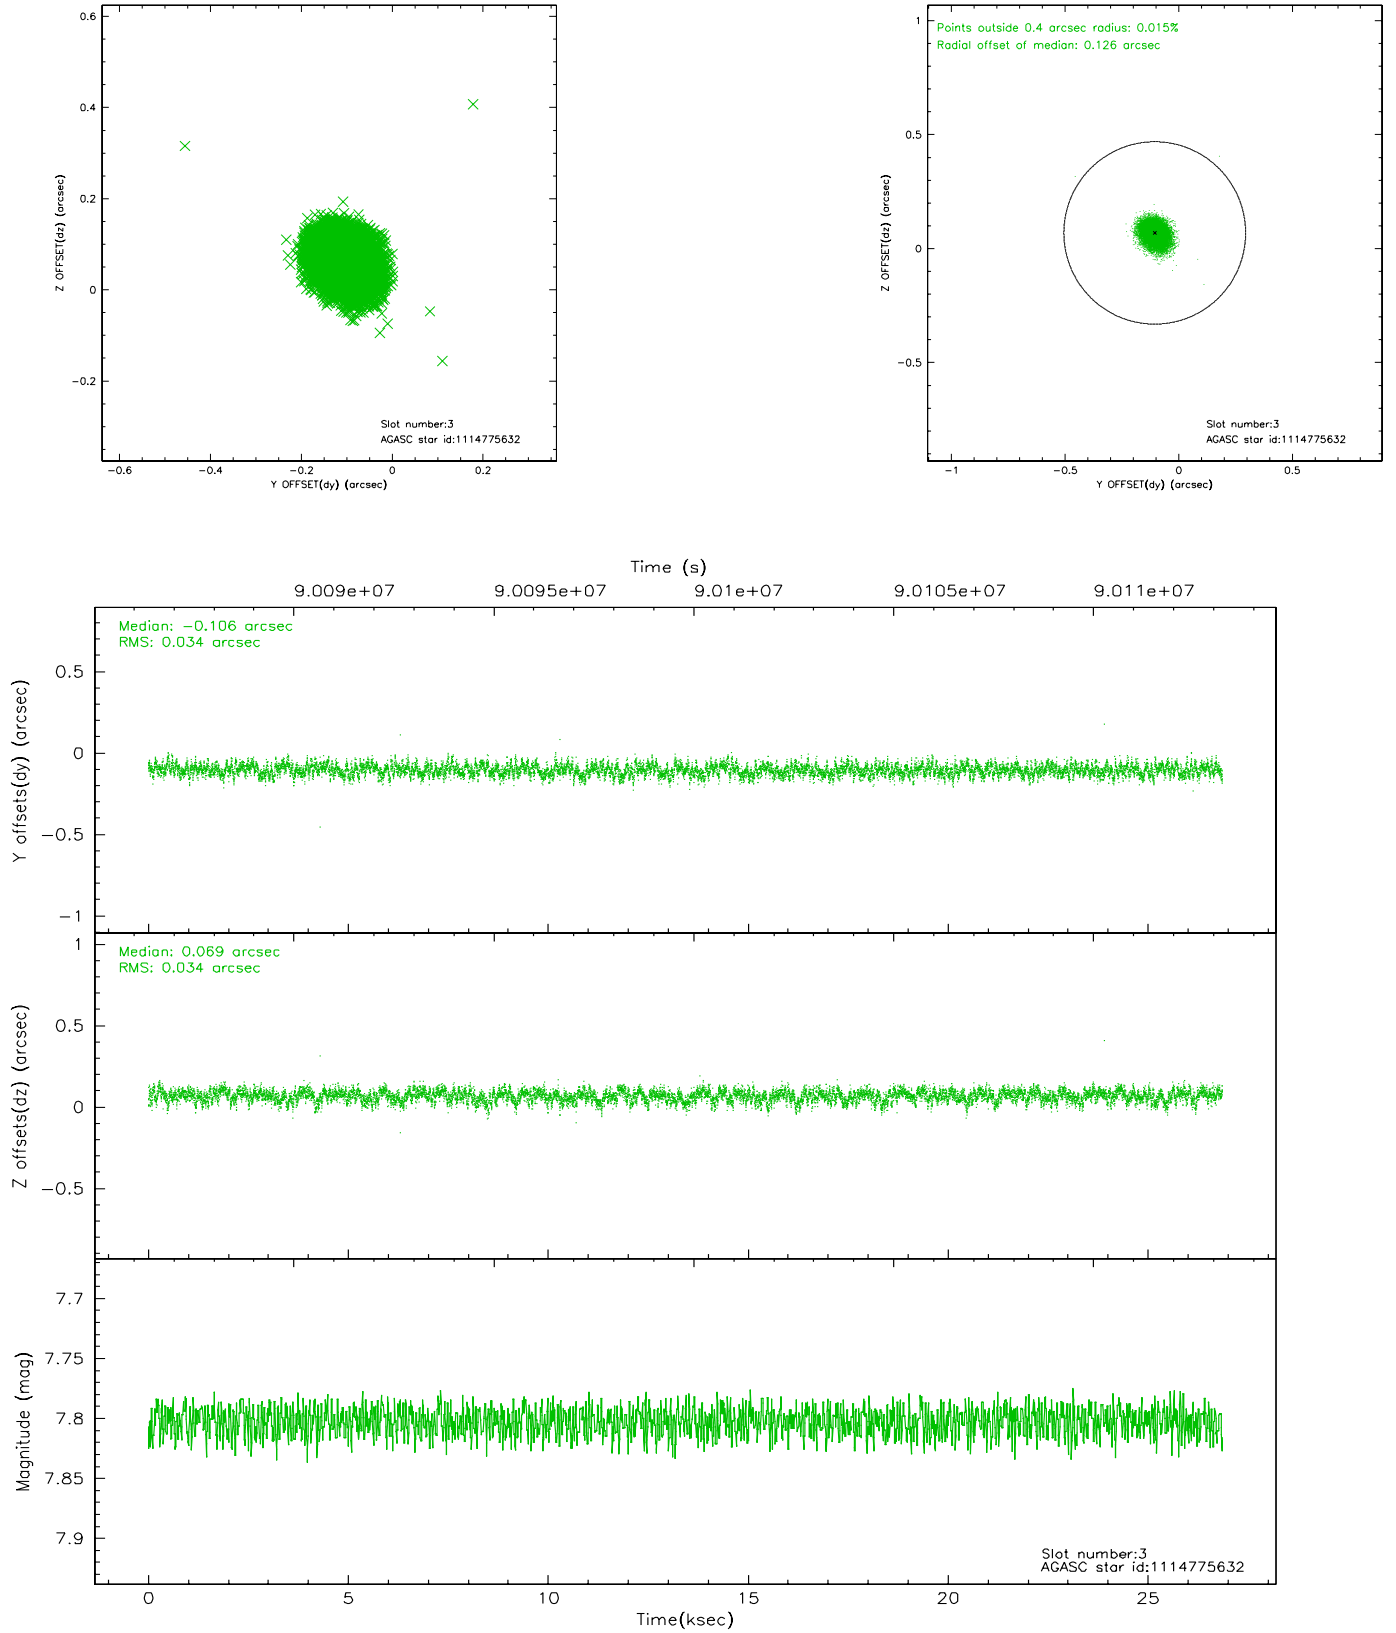 0.6
0.4
0.2
0
−0.2
−0.6
−0.4
−0.2
0
0.2
Z OFFSET(dz) (arcsec)
Y OFFSET(dy) (arcsec)
Slot number:3
AGASC star id:1114775632
Points outside 0.4 arcsec radius: 0.015%
Radial offset of median: 0.126 arcsec
1
0.5
0
−0.5
−1
−0.5
0
0.5
Z OFFSET(dz) (arcsec)
Y OFFSET(dy) (arcsec)
Slot number:3
AGASC star id:1114775632
Time (s)
9.009e+07
9.0095e+07
9.01e+07
9.0105e+07
9.011e+07
Median: −0.106 arcsec
RMS: 0.034 arcsec
0.5
0
−0.5
−1
Y offsets(dy) (arcsec)
Median: 0.069 arcsec
RMS: 0.034 arcsec
1
0.5
0
−0.5
Z offsets(dz) (arcsec)
7.7
7.75
7.8
7.85
7.9
Magnitude (mag)
Slot number:3
AGASC star id:1114775632
0
5
10
15
20
25
Time(ksec)